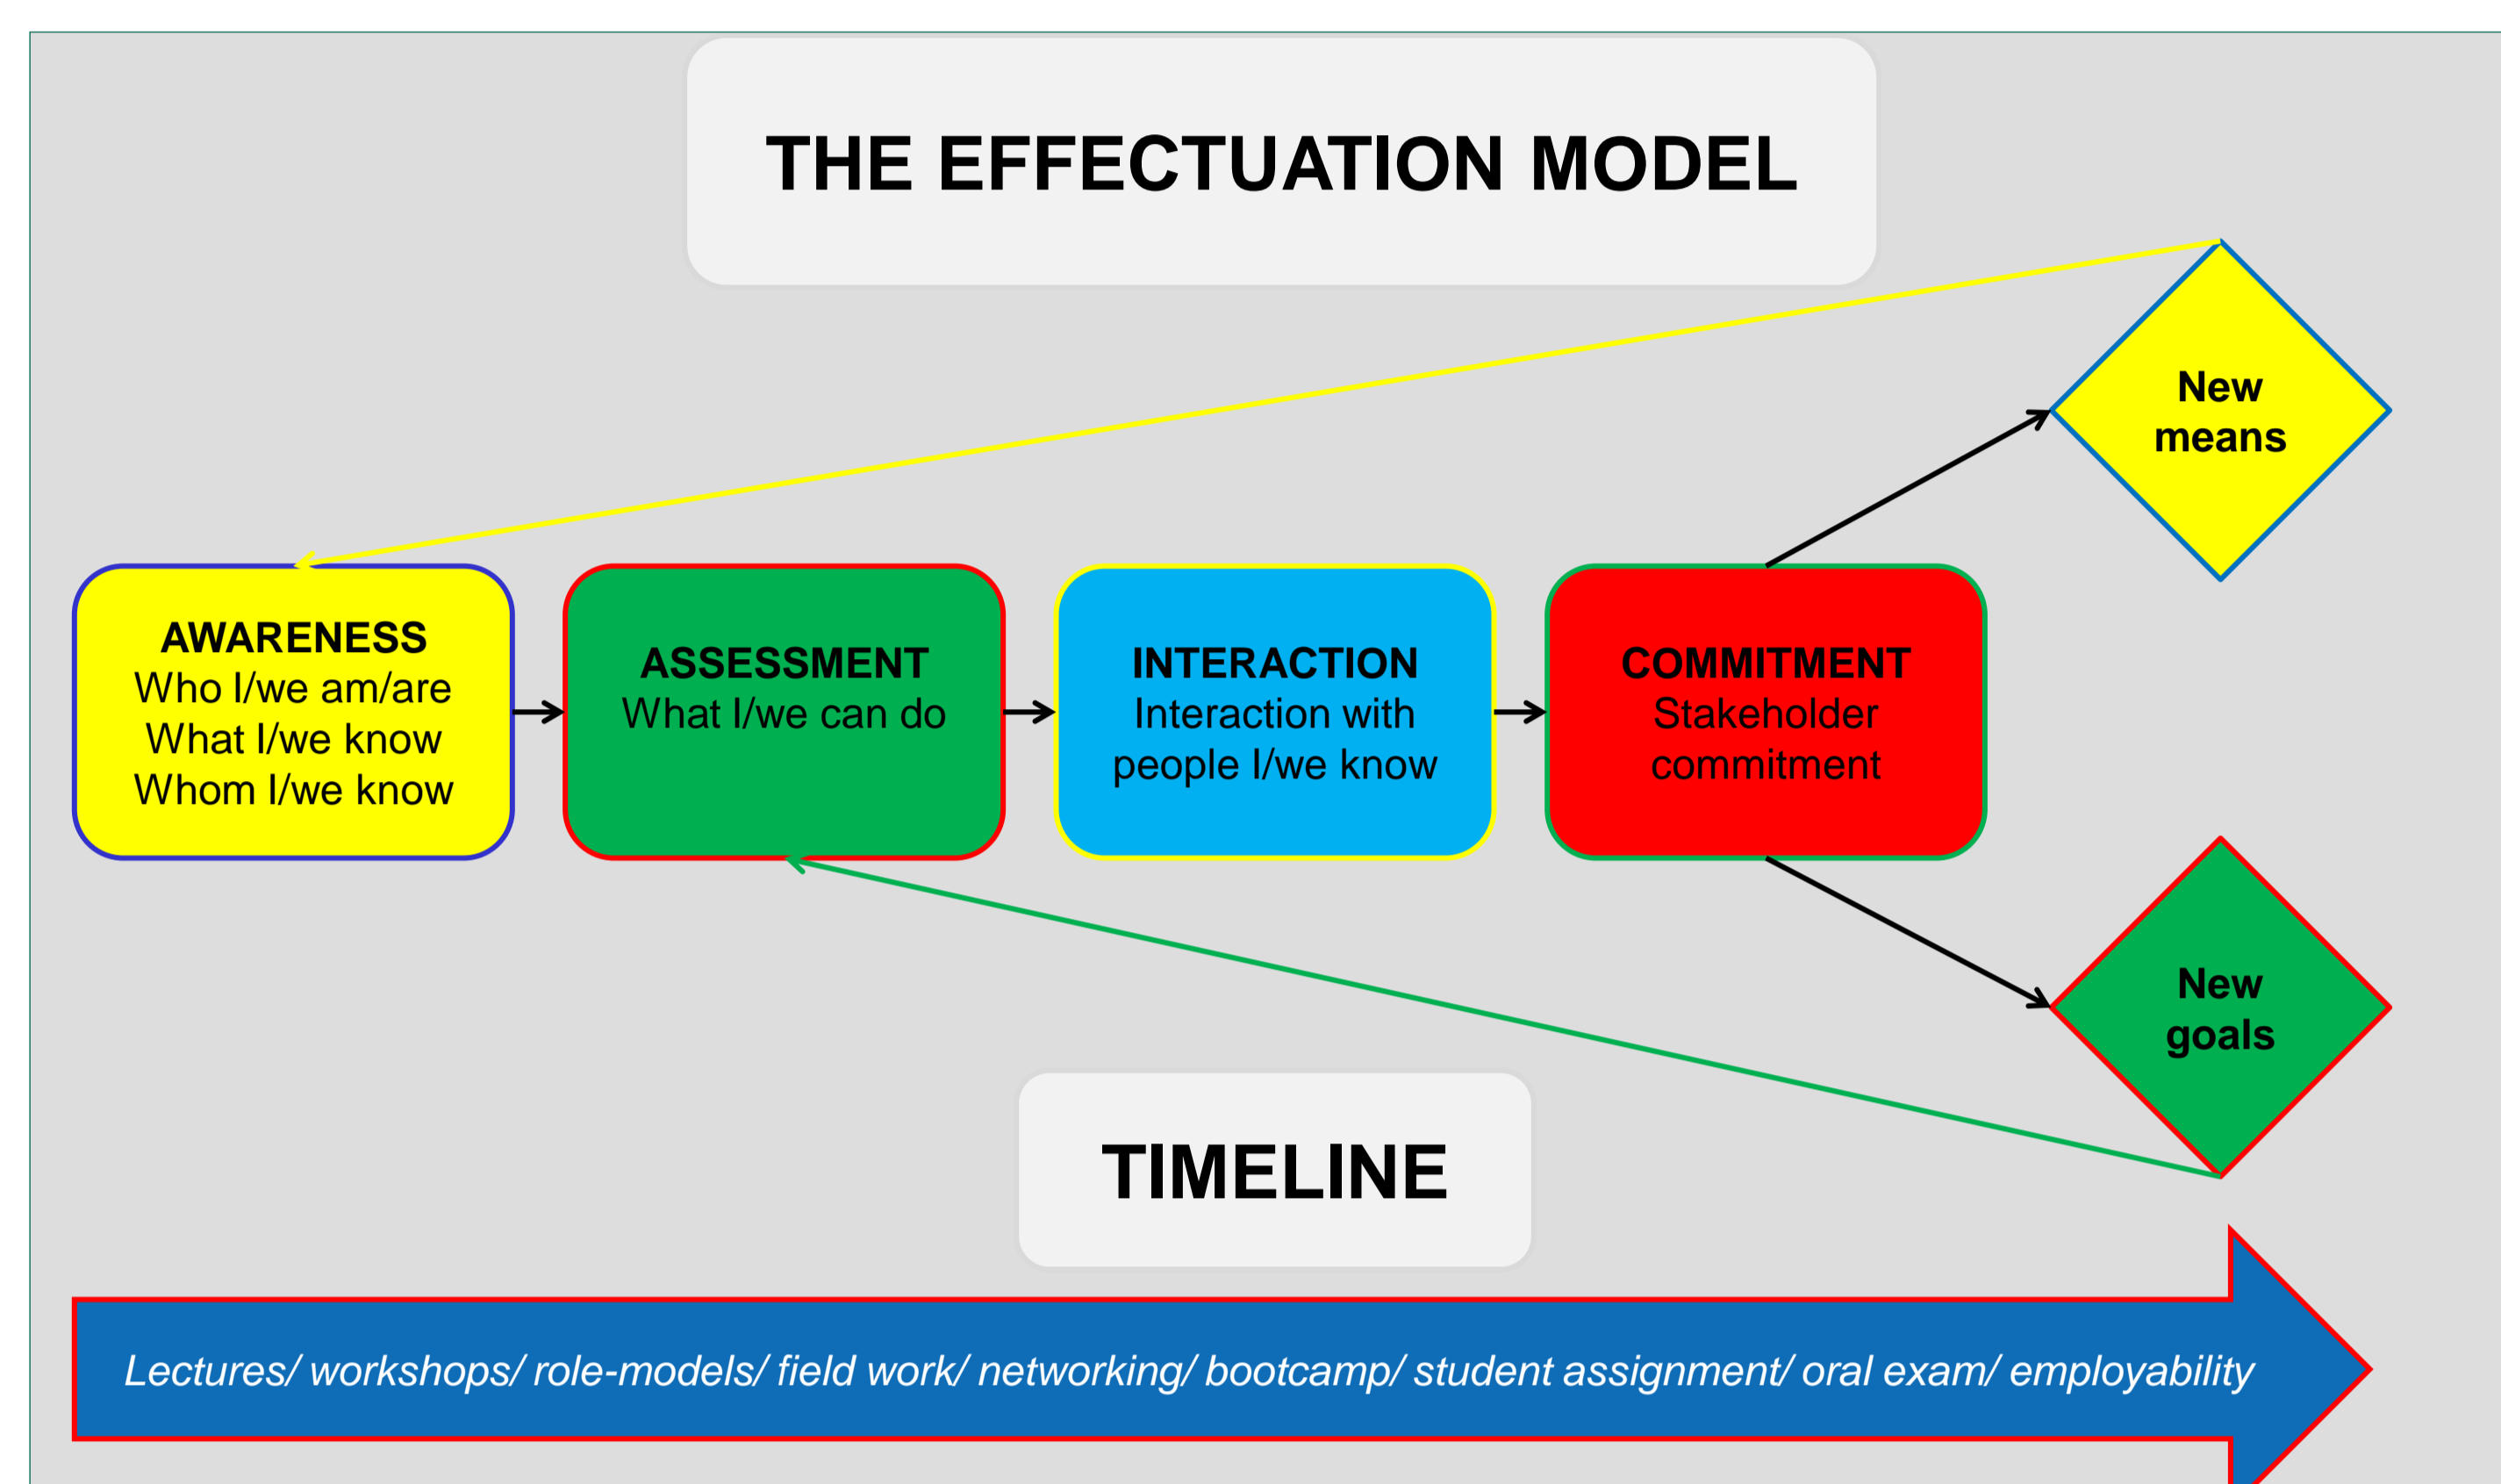 THE EFFECTUATION MODEL
New
means
AWARENESS
Who I/we am/are
What I/we know
Whom I/we know
ASSESSMENT
What I/we can do
INTERACTION
Interaction with
people I/we know
COMMITMENT
Stakeholder
commitment
New
goals
TIMELINE
Lectures/ workshops/ role-models/ field work/ networking/ bootcamp/ student assignment/ oral exam/ employability